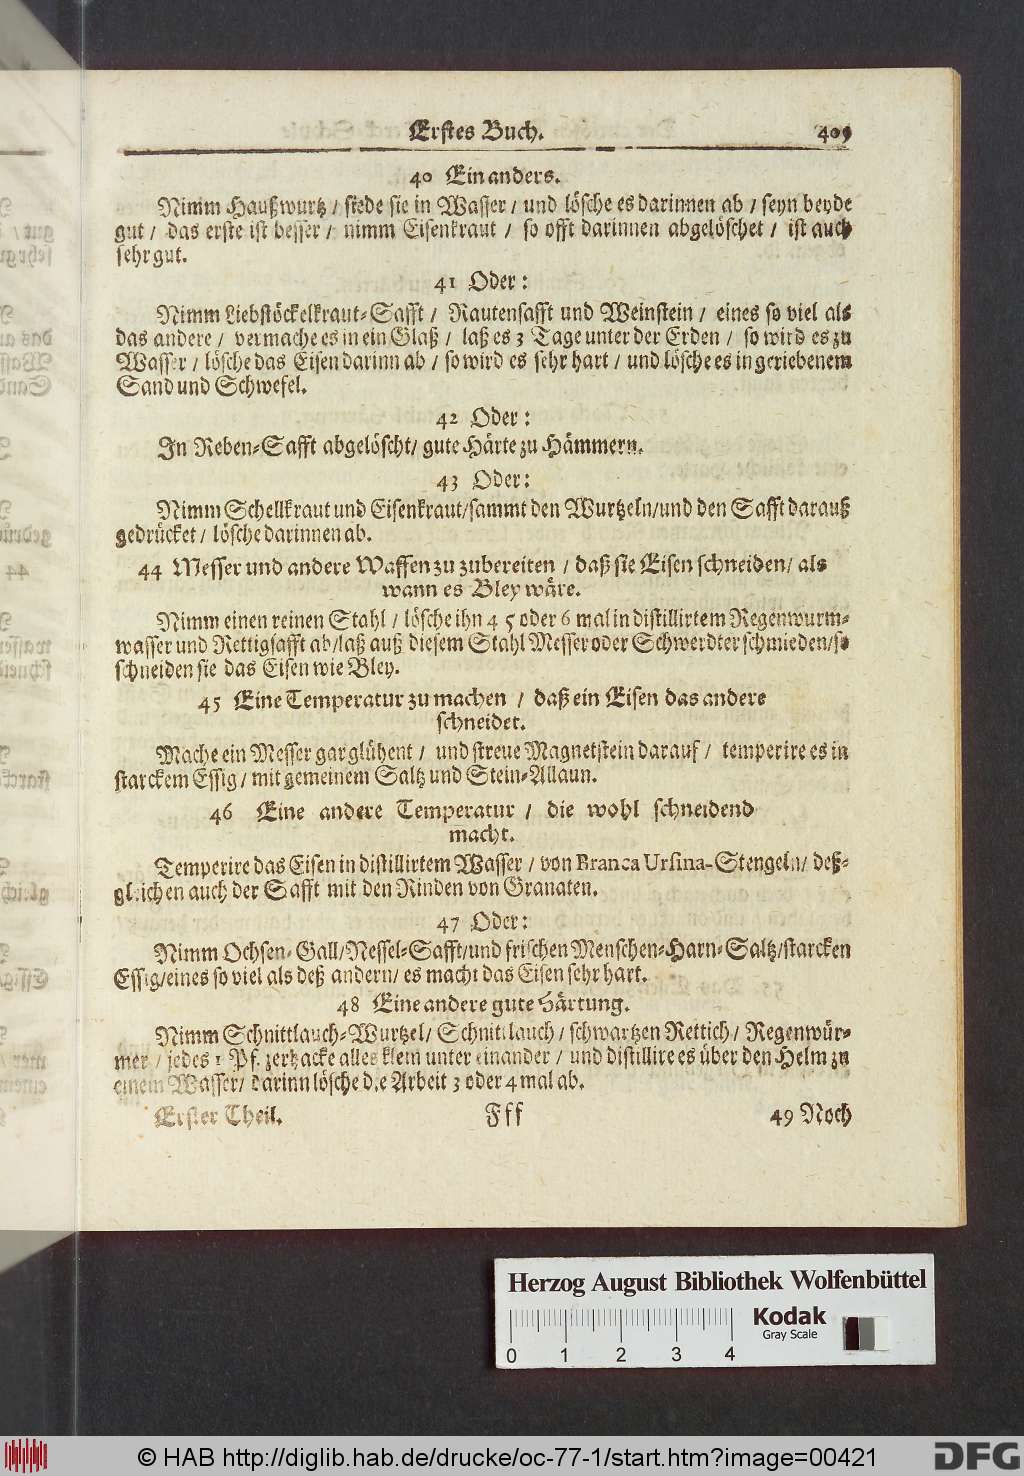 Erstes Buch. 409
40 Ein anders.
Nimm Haußwurtz / siede sie in Wasser / und lösche es darinnen ab / seyn beyde
gut / das erste ist besser / nimm Eisenkraut / so offt darinnen abgelöschet / ist auch
sehr gut.
41 Oder:
Nimm Liebstöckelkraut-Safft / Rautensafft und Weinstein / eines so viel als
das andere / vermache es in ein Glaß / laß es 3 Tage unter der Erden / so wird es zu
Wasser / lösche das Eisen darinn ab / so wird es sehr hart / und lösche es in geriebenem
Sand und Schwefel.
42 Oder:
In Reben-Safft abgelöscht/ gute Härte zu Hämmern.
43 Oder:
Nimm Schellkraut und Eisenkraut/sammt den Wurtzeln/und den Safft darauß
gedrücket / lösche darinnen ab.
44 Messer und andere Waffen zu zubereiten / daß sie Eisen schneiden/ als
wann es Bley wäre.
Nimm einen reinen Stahl / lösche ihn 4 5 oder 6 mal in distillirtem Regenwurm-
wasser und Rettigsafft ab/laß auß diesem Stahl Messer oder Schwerdter schmieden/so
schneiden sie das Eisen wie Bley.
45 Eine Temperatur zu machen / daß ein Eisen das andere
schneidet.
Mache ein Messer gar glühent / und streue Magnetstein darauf / temperire es in
starckem Essig / mit gemeinem Saltz und Stein-Allaun.
46 Eine andere Temperatur / die wohl schneidend
macht.
Temperire das Eisen in distillirtem Wasser / von Branca Ursina-Stengeln/ deß-
gleichen auch der Safft mit den Rinden von Granaten.
47 Oder:
Nimm Ochsen-Gall/Nessel-Safft/und frischen Menschen-Harn-Saltz/starcken
Essig/eines so viel als deß andern/ es macht das Eisen sehr hart.
48 Eine andere gute Härtung.
Nimm Schnittlauch-Wurtzel/ Schnittlauch / schwartzen Rettich / Regenwür-
mer / jedes 1 Pf. zerhacke alles klein unter einander / und distillire es über den Helm zu
einem Wasser/ darinn lösche die Arbeit 3 oder 4 mal ab.
Erster Theil. Fff 49 Noch
Herzog August Bibliothek Wolfenbüttel
Kodak
Gray Scale
0 1 2 3 4
© HAB http://diglib.hab.de/drucke/oc-77-1/start.htm?image=00421
DFG